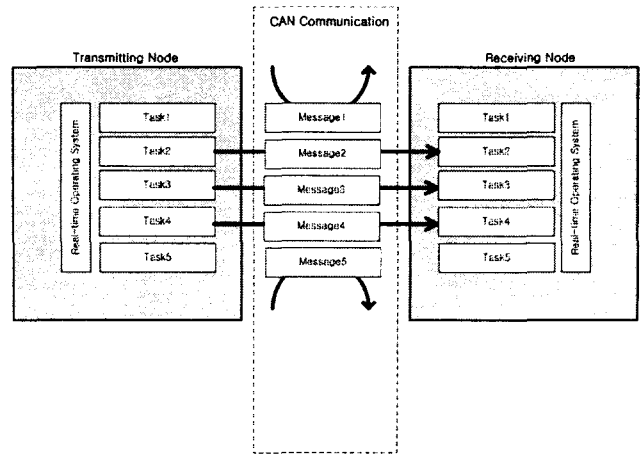 CAN Communication
Transmitting Node
Receiving Node
Real-time Operating System
Task1
Task2
Task3
Task4
Task5
Message1
Message2
Message3
Message4
Message5
Task1
Task2
Task3
Task4
Task5
Real-time Operating System